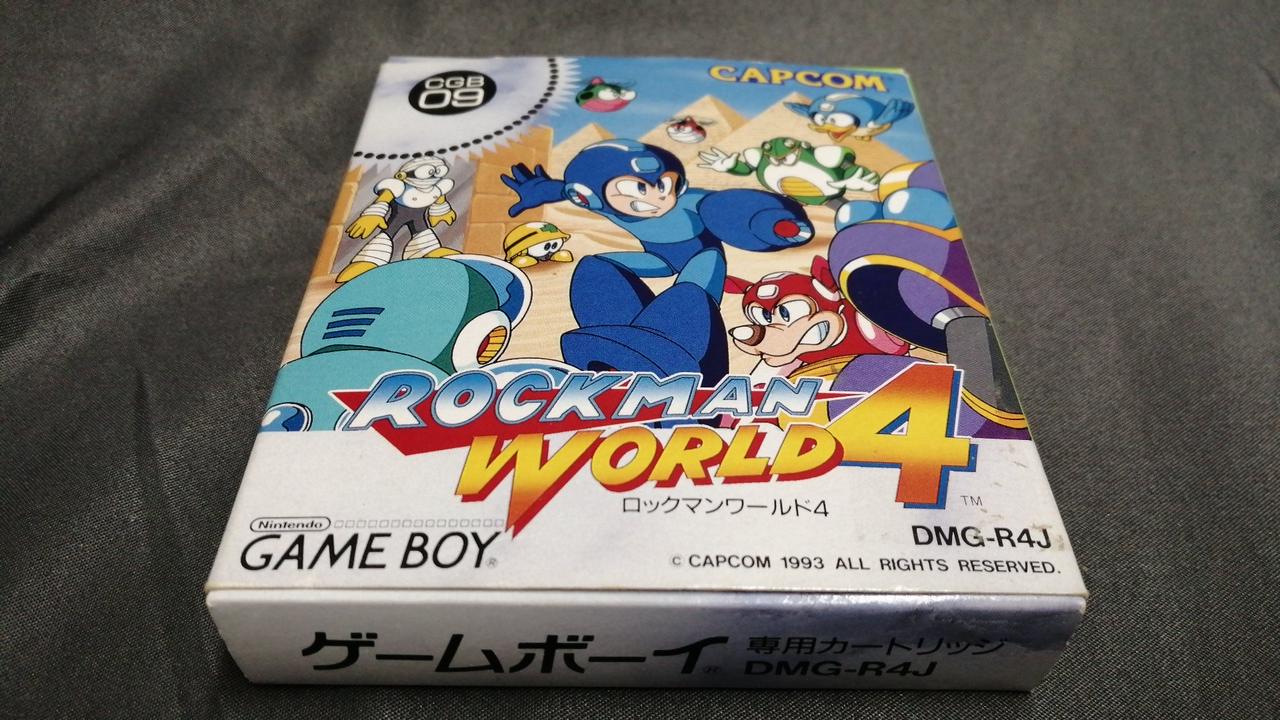 CGB
09
CAPCOM
ROCKMAN
WORLD 4
TM
ロックマンワールド4
DMG-R4J
Nintendo
GAME BOY®
© CAPCOM 1993 ALL RIGHTS RESERVED.
ゲームボーイ® 専用カートリッジ
DMG-R4J